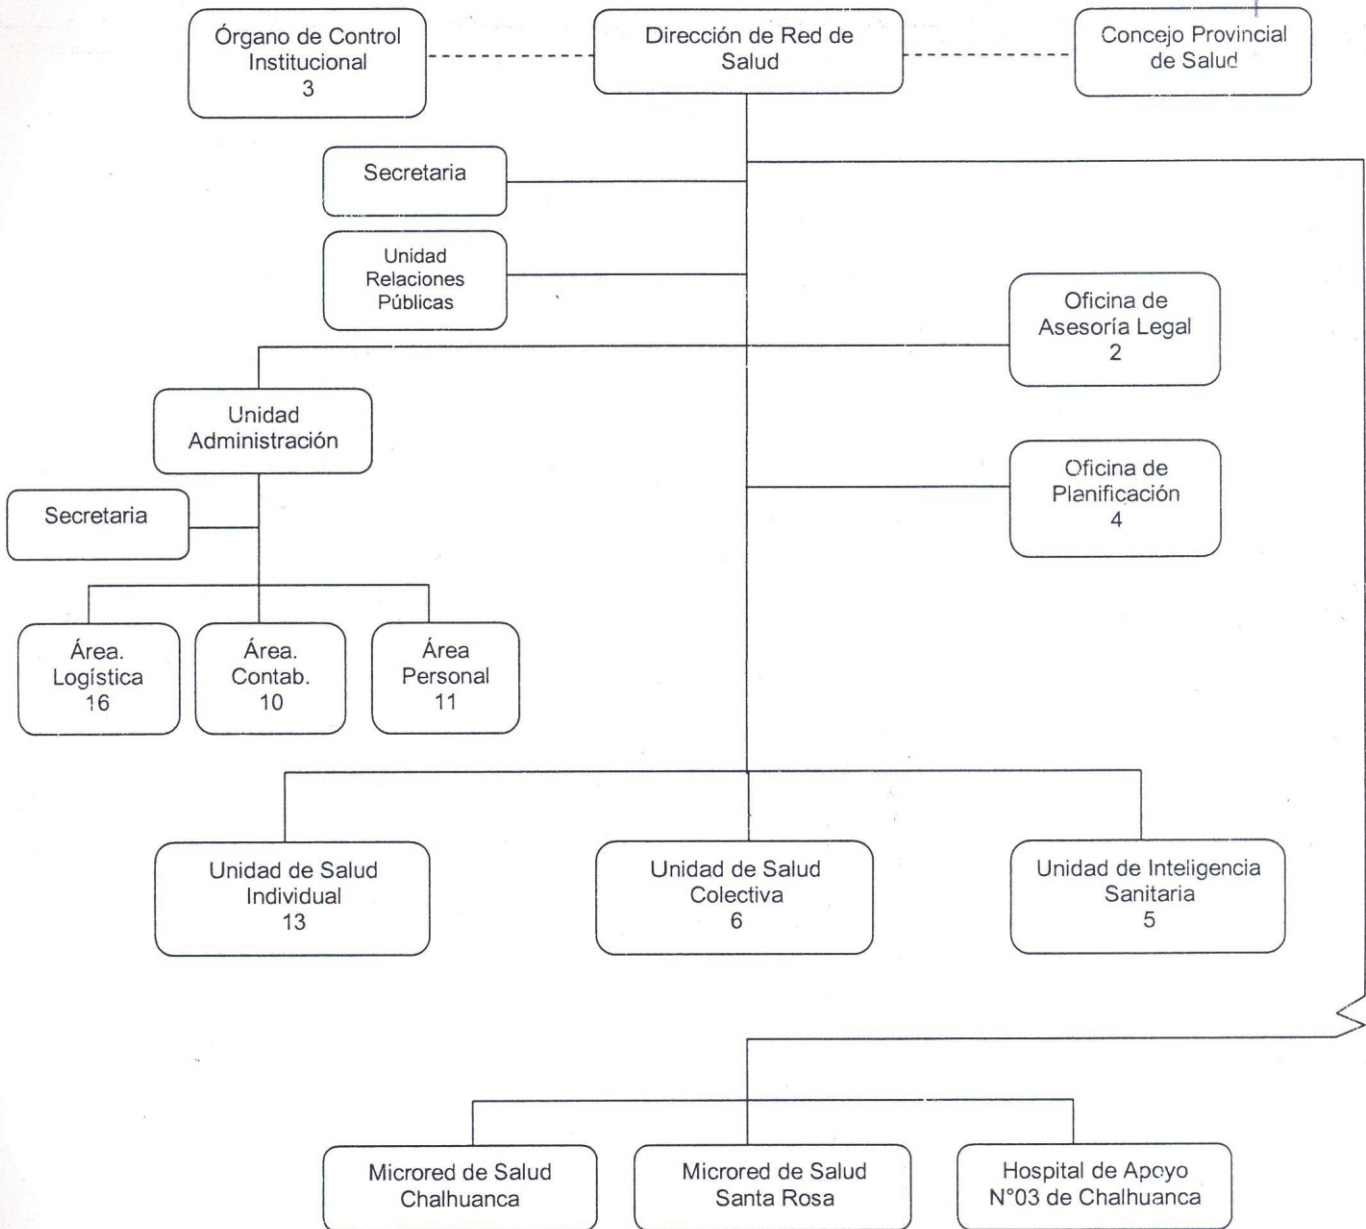 Órgano de Control
Institucional
3
Dirección de Red de
Salud
Concejo Provincial
de Salud
Secretaria
Unidad
Relaciones
Públicas
Oficina de
Asesoría Legal
2
Unidad
Administración
Oficina de
Planificación
4
Secretaria
Área.
Logística
16
Área.
Contab.
10
Área
Personal
11
Unidad de Salud
Individual
13
Unidad de Salud
Colectiva
6
Unidad de Inteligencia
Sanitaria
5
Microred de Salud
Chalhuanca
Microred de Salud
Santa Rosa
Hospital de Apoyo
N°03 de Chalhuanca